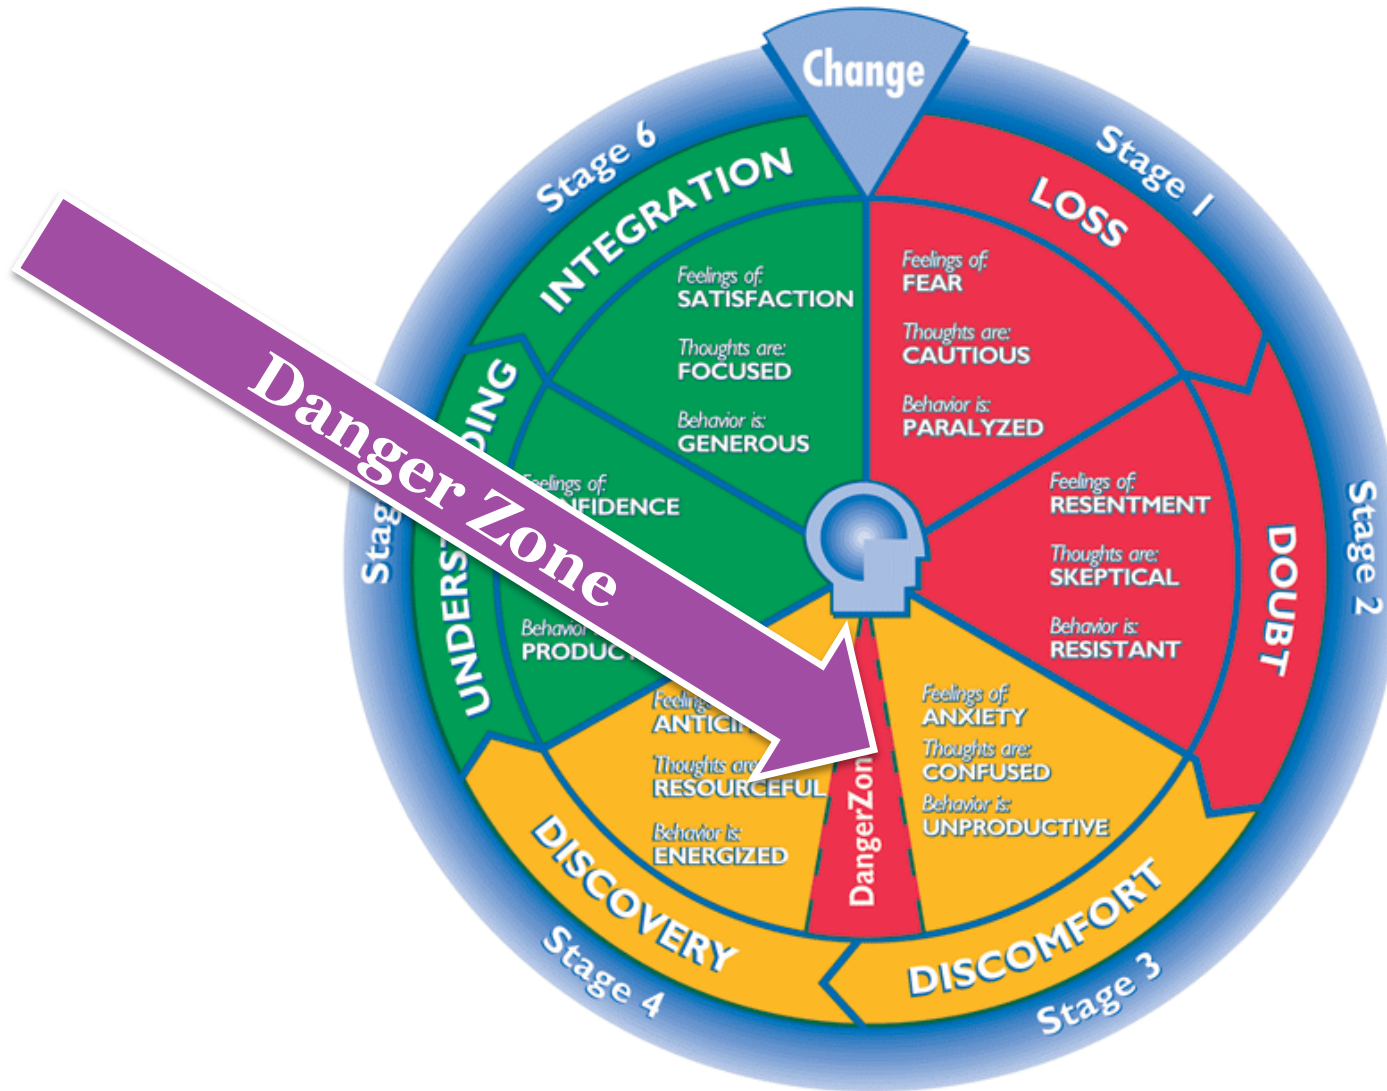 Change
Stage 1
LOSS
Feelings of:
FEAR
Thoughts are:
CAUTIOUS
Behavior is:
PARALYZED
Stage 2
DOUBT
Feelings of:
RESENTMENT
Thoughts are:
SKEPTICAL
Behavior is:
RESISTANT
Stage 3
DISCOMFORT
Feelings of:
ANXIETY
Thoughts are:
CONFUSED
Behavior is:
UNPRODUCTIVE
DangerZon
Danger Zone
Stage 4
DISCOVERY
Thoughts are
RESOURCEFUL
Behavior is:
ENERGIZED
of:
Behavior
Stage 6
INTEGRATION
Feelings of:
SATISFACTION
Thoughts are:
FOCUSED
Behavior is:
GENEROUS